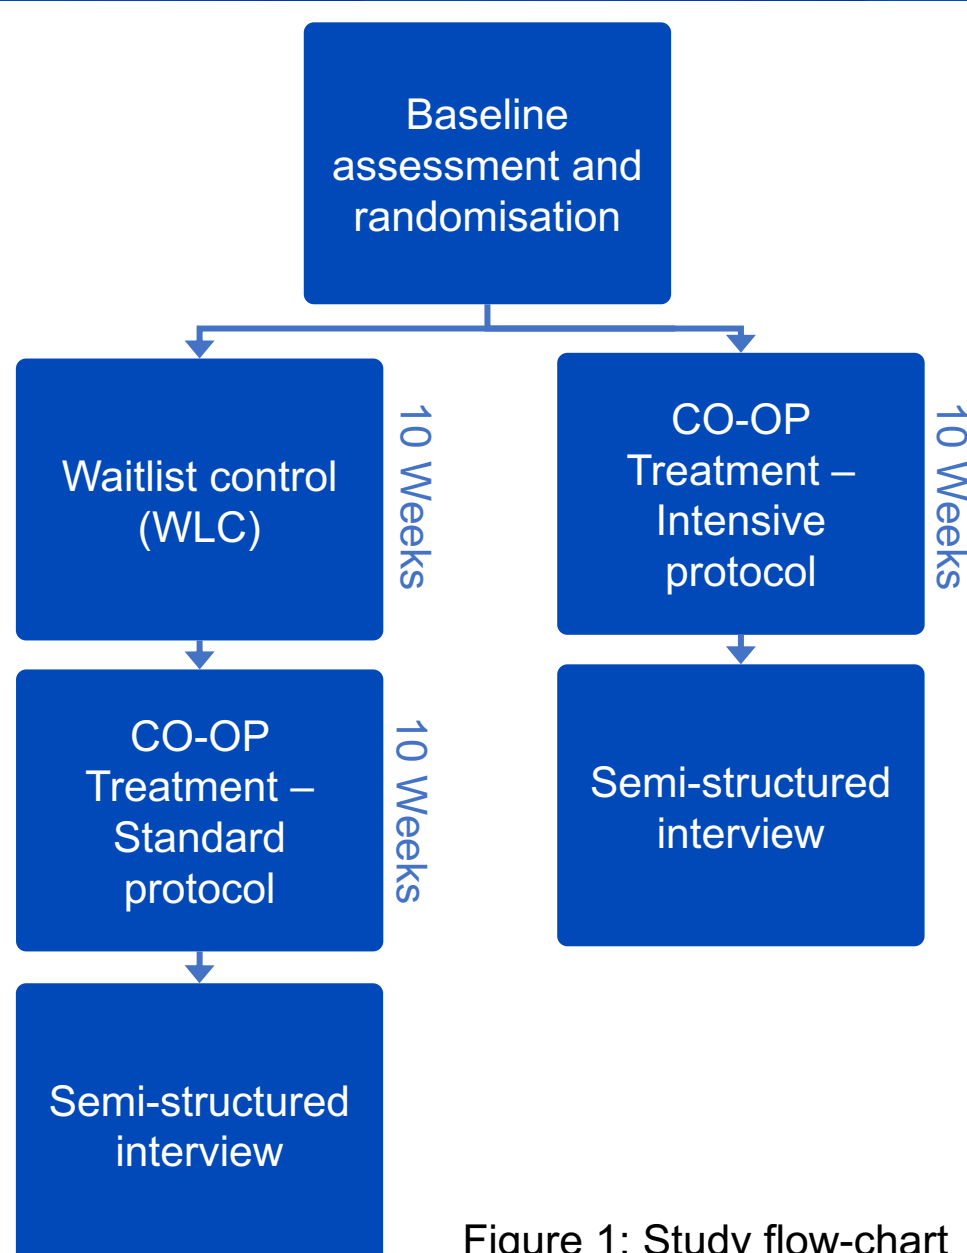 Baseline
assessment and
randomisation
Waitlist control
(WLC)
10 Weeks
CO-OP
Treatment –
Intensive
protocol
10 Weeks
CO-OP
Treatment –
Standard
protocol
10 Weeks
Semi-structured
interview
Semi-structured
interview
Figure 1: Study flow-chart